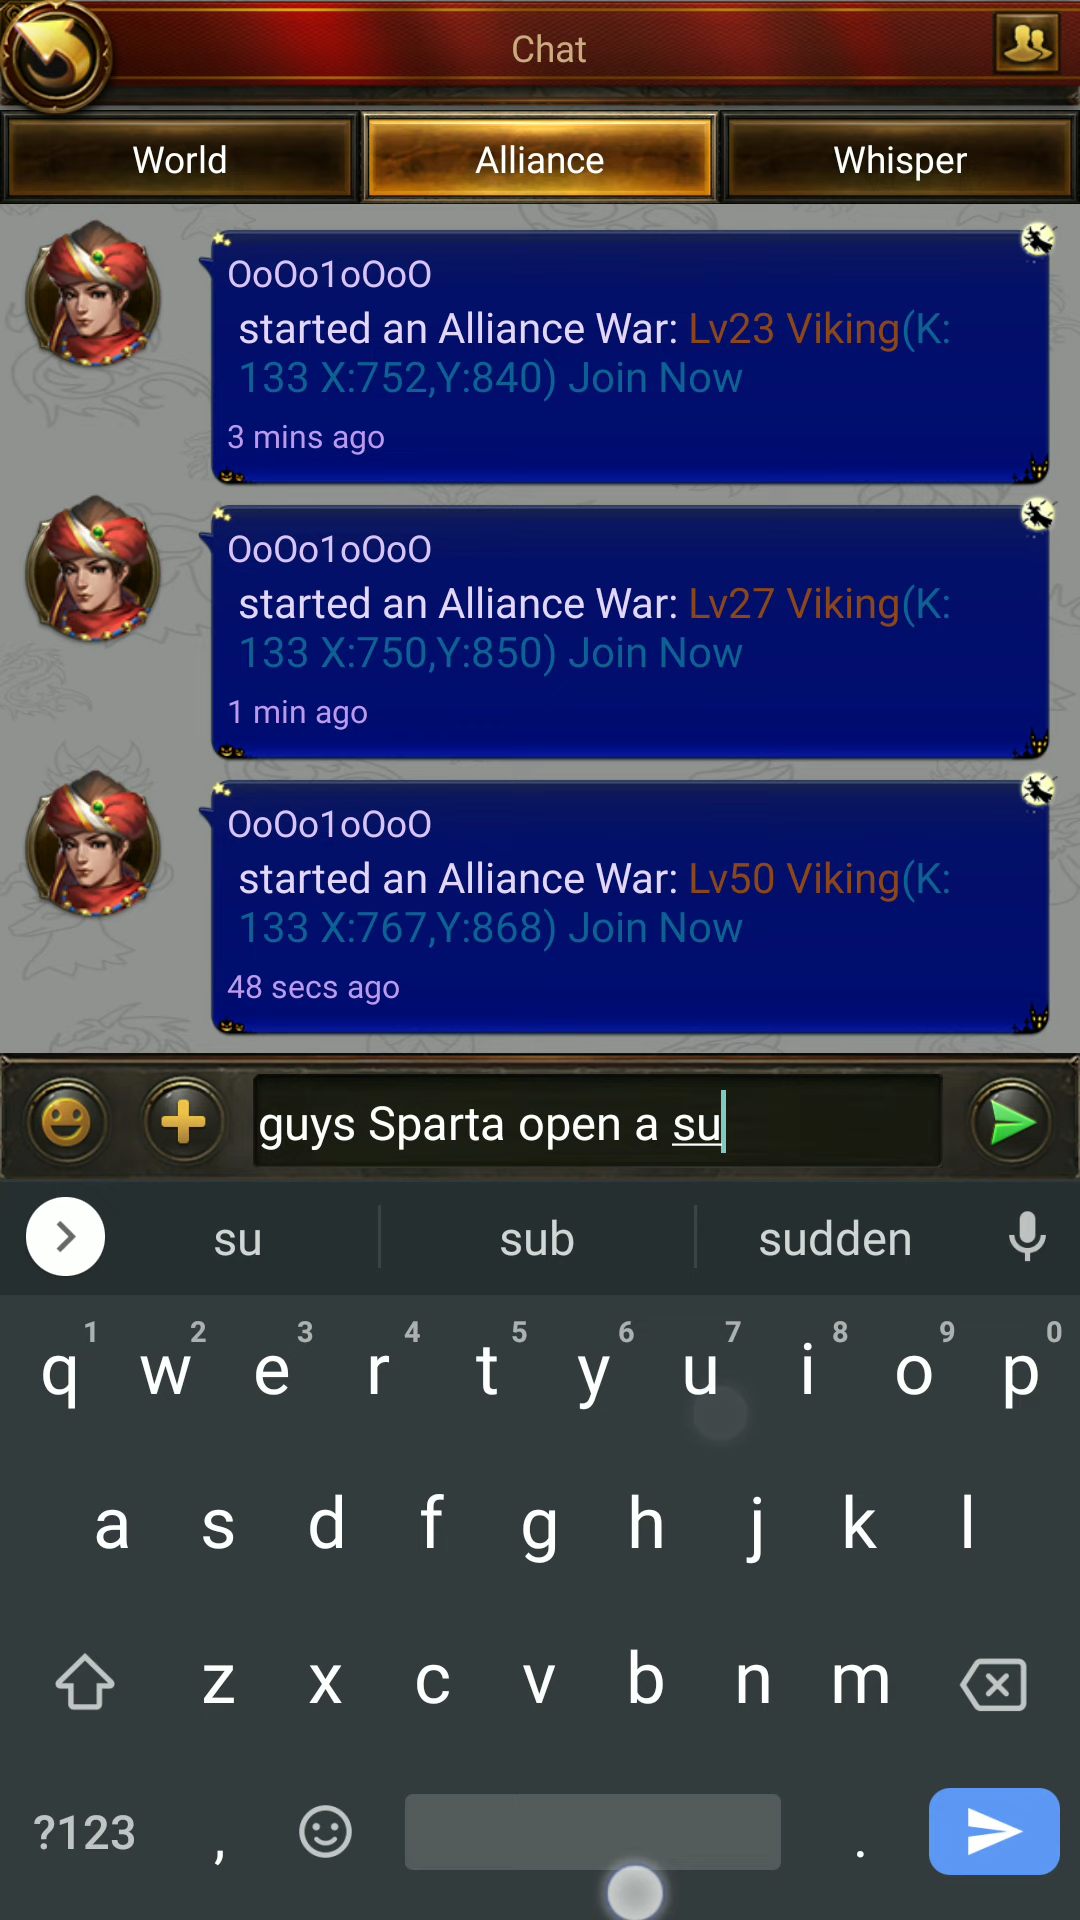 Chat
World Alliance Whisper
OoOo1oOoO
started an Alliance War: Lv23 Viking(K:
133 X:752,Y:840) Join Now
3 mins ago
OoOo1oOoO
started an Alliance War: Lv27 Viking(K:
133 X:750,Y:850) Join Now
1 min ago
OoOo1oOoO
started an Alliance War: Lv50 Viking(K:
133 X:767,Y:868) Join Now
48 secs ago
guys Sparta open a su
su sub sudden
1 2 3 4 5 6 7 8 9 0
q w e r t y u i o p
a s d f g h j k l
z x c v b n m
?123 , .